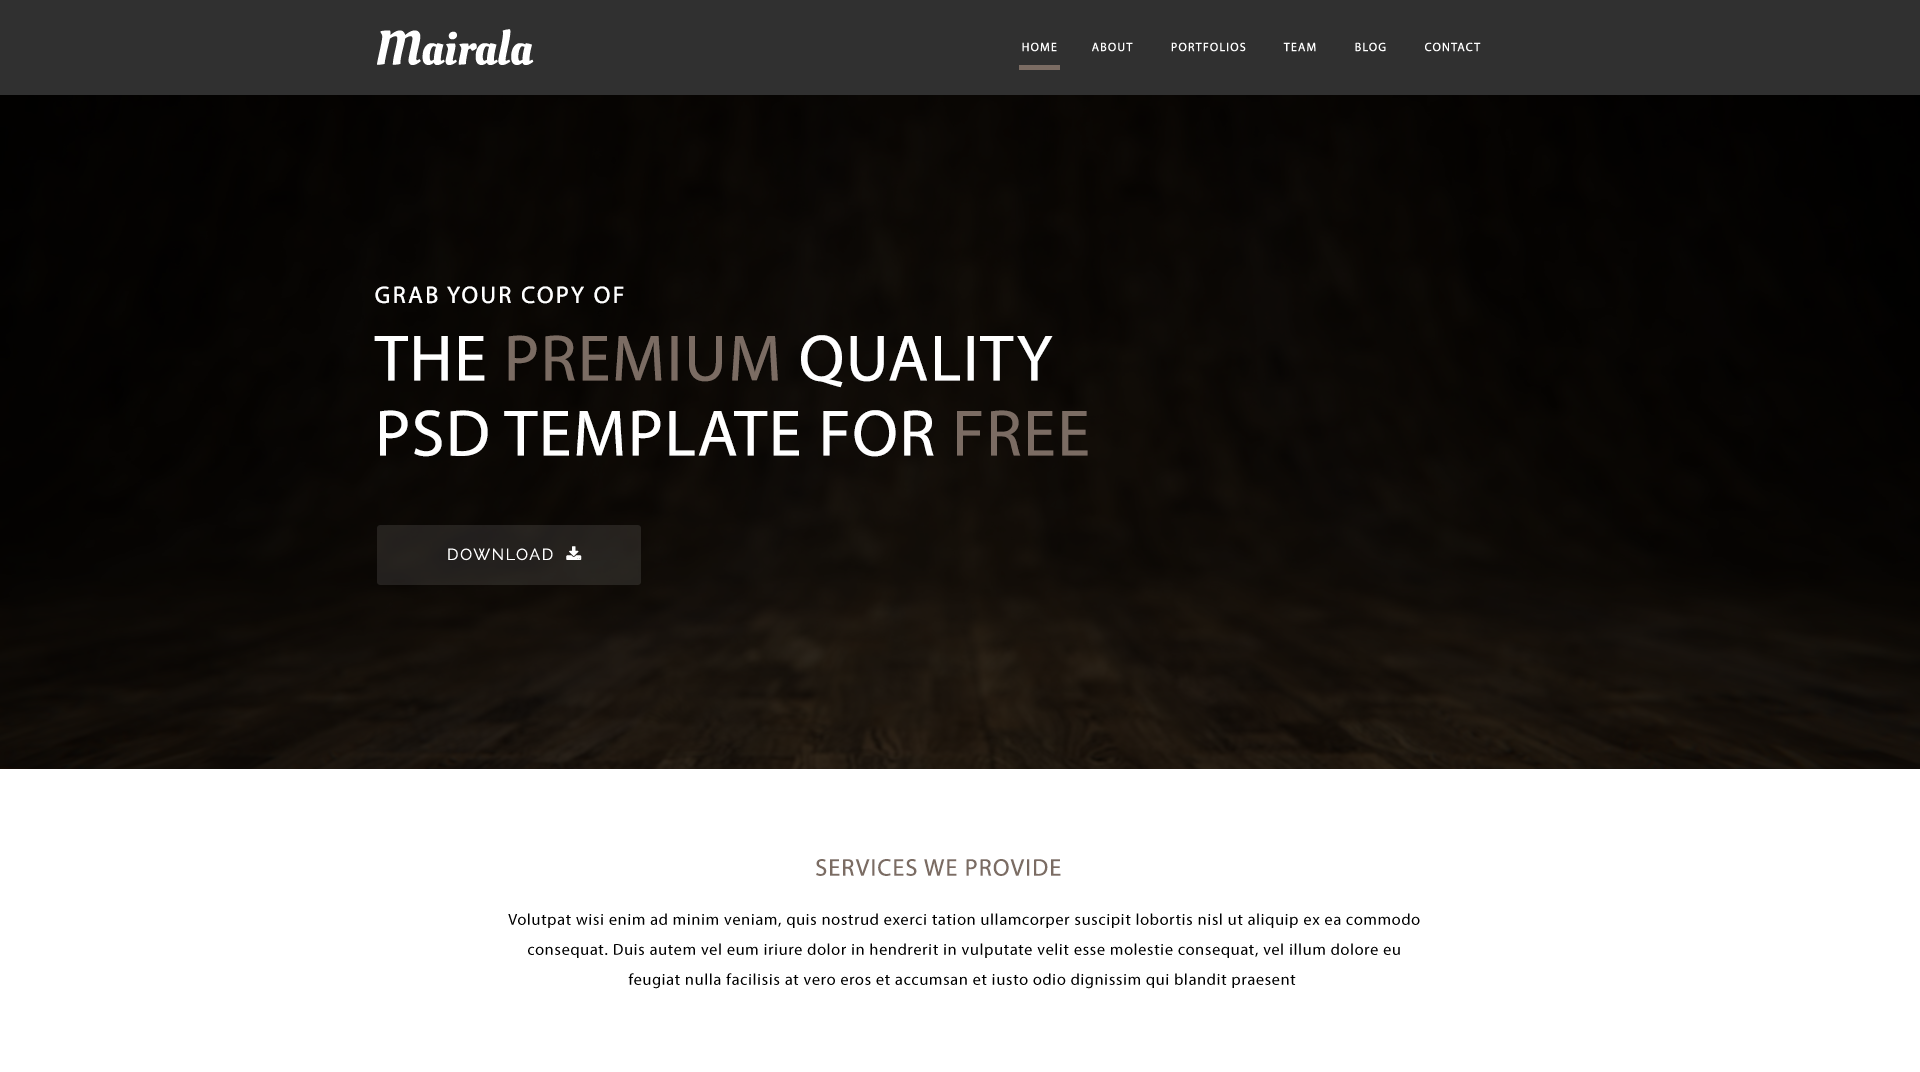 Mairala
HOME ABOUT PORTFOLIOS TEAM BLOG CONTACT
GRAB YOUR COPY OF
THE PREMIUM QUALITY
PSD TEMPLATE FOR FREE
DOWNLOAD
SERVICES WE PROVIDE
Volutpat wisi enim ad minim veniam, quis nostrud exerci tation ullamcorper suscipit lobortis nisl ut aliquip ex ea commodo
consequat. Duis autem vel eum iriure dolor in hendrerit in vulputate velit esse molestie consequat, vel illum dolore eu
feugiat nulla facilisis at vero eros et accumsan et iusto odio dignissim qui blandit praesent